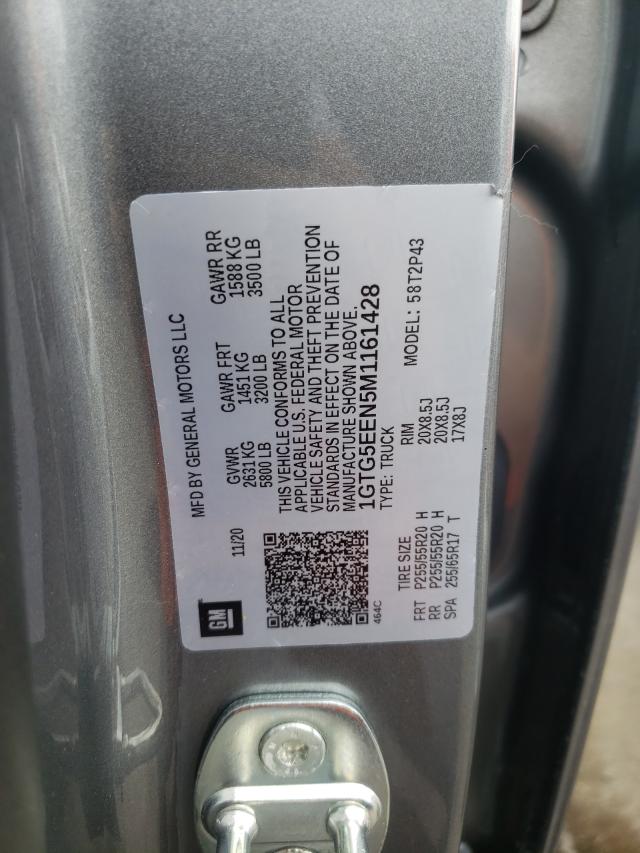 MFD BY GENERAL MOTORS LLC
11/20
GVWR GAWR FRT GAWR RR
2631 KG 1451 KG 1588 KG
5800 LB 3200 LB 3500 LB
THIS VEHICLE CONFORMS TO ALL
APPLICABLE U.S. FEDERAL MOTOR
VEHICLE SAFETY AND THEFT PREVENTION
STANDARDS IN EFFECT ON THE DATE OF
MANUFACTURE SHOWN ABOVE.
1GTG5EEN5M1161428
TYPE: TRUCK MODEL: 58T2P43
GM
464C
TIRE SIZE RIM
FRT P255/55R20 H 20X8.5J
RR P255/55R20 H 20X8.5J
SPA 255/65R17 T 17X8J